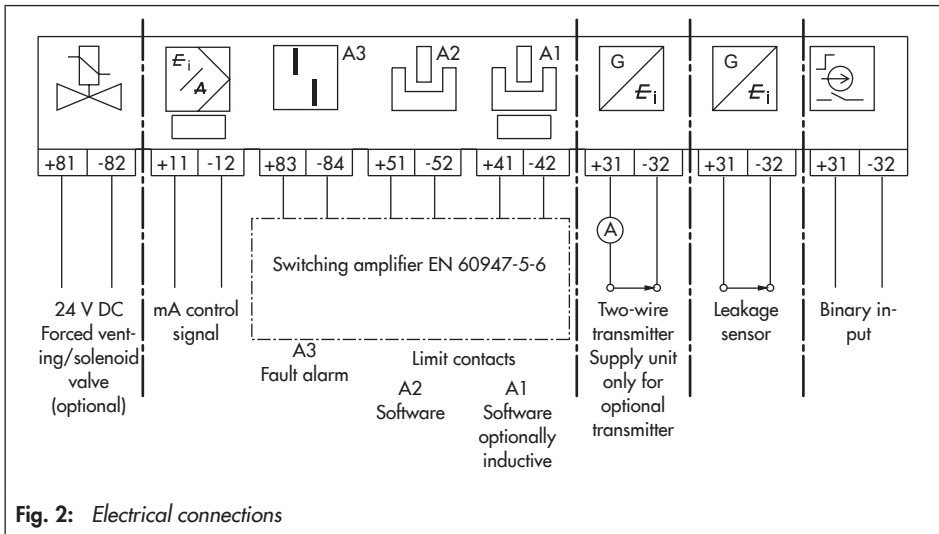 A3
A2
A1
E i / A
G
E i
G
E i
+81 -82 +11 -12 +83 -84 +51 -52 +41 -42 +31 -32 +31 -32 +31 -32
A
Switching amplifier EN 60947-5-6
24 V DC
Forced vent-
ing/solenoid
valve
(optional)
mA control
signal
A3
Fault alarm
Limit contacts
A2
Software
A1
Software
optionally
inductive
Two-wire
transmitter
Supply unit
only for
optional
transmitter
Leakage
sensor
Binary in-
put
Fig. 2: Electrical connections